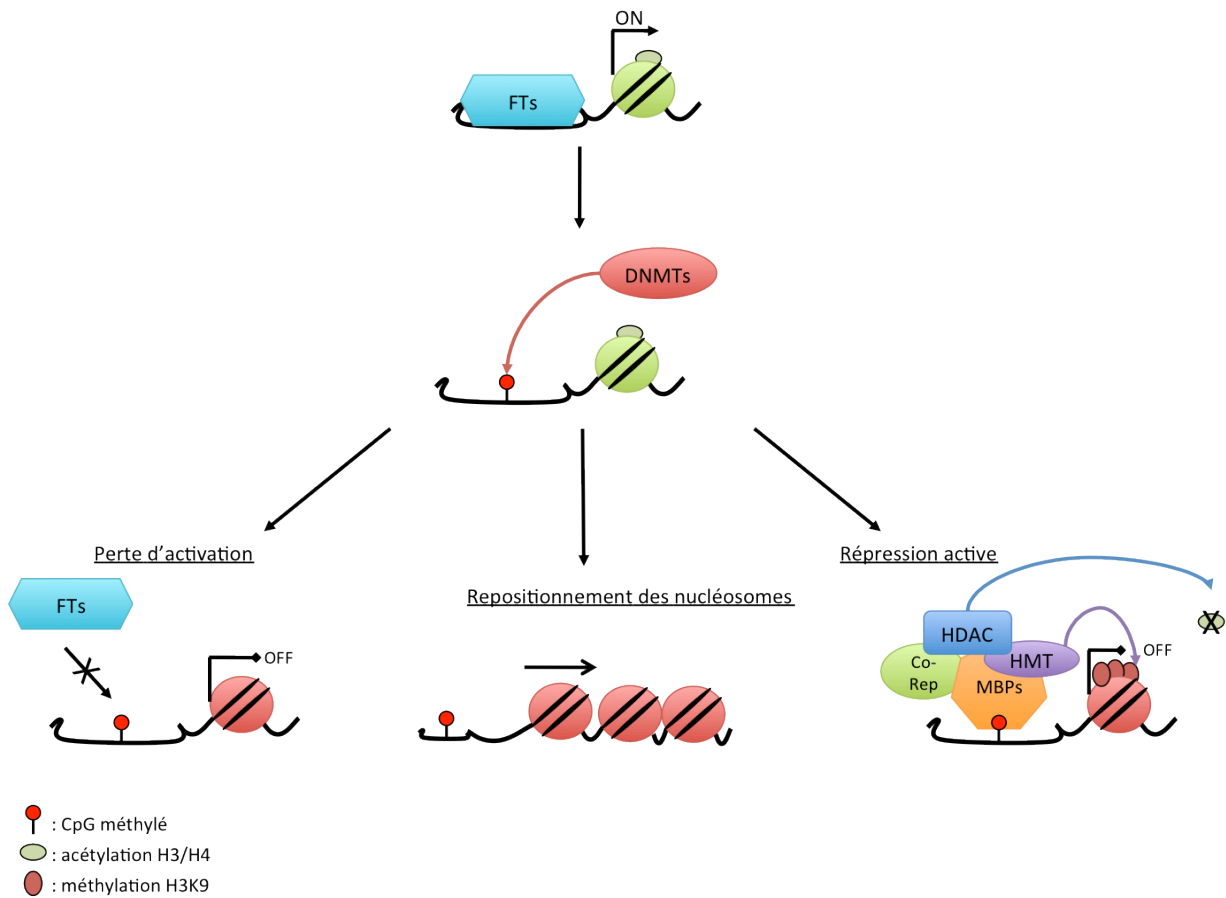 ON
FTs
DNMTs
Perte d'activation
FTs
OFF
Repositionnement des nucléosomes
Répression active
HDAC
HMT
Co-
Rep
MBPs
OFF
: CpG méthylé
: acétylation H3/H4
: méthylation H3K9